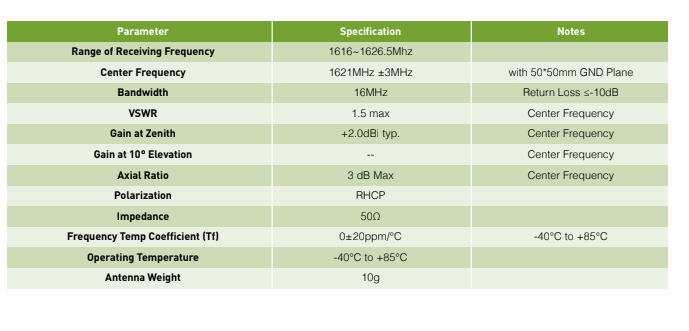 Parameter Specification Notes
Range of Receiving Frequency 1616~1626.5Mhz
Center Frequency 1621MHz ±3MHz with 50*50mm GND Plane
Bandwidth 16MHz Return Loss ≤-10dB
VSWR 1.5 max Center Frequency
Gain at Zenith +2.0dBi typ. Center Frequency
Gain at 10° Elevation -- Center Frequency
Axial Ratio 3 dB Max Center Frequency
Polarization RHCP
Impedance 50Ω
Frequency Temp Coefficient (Tf) 0±20ppm/°C -40°C to +85°C
Operating Temperature -40°C to +85°C
Antenna Weight 10g